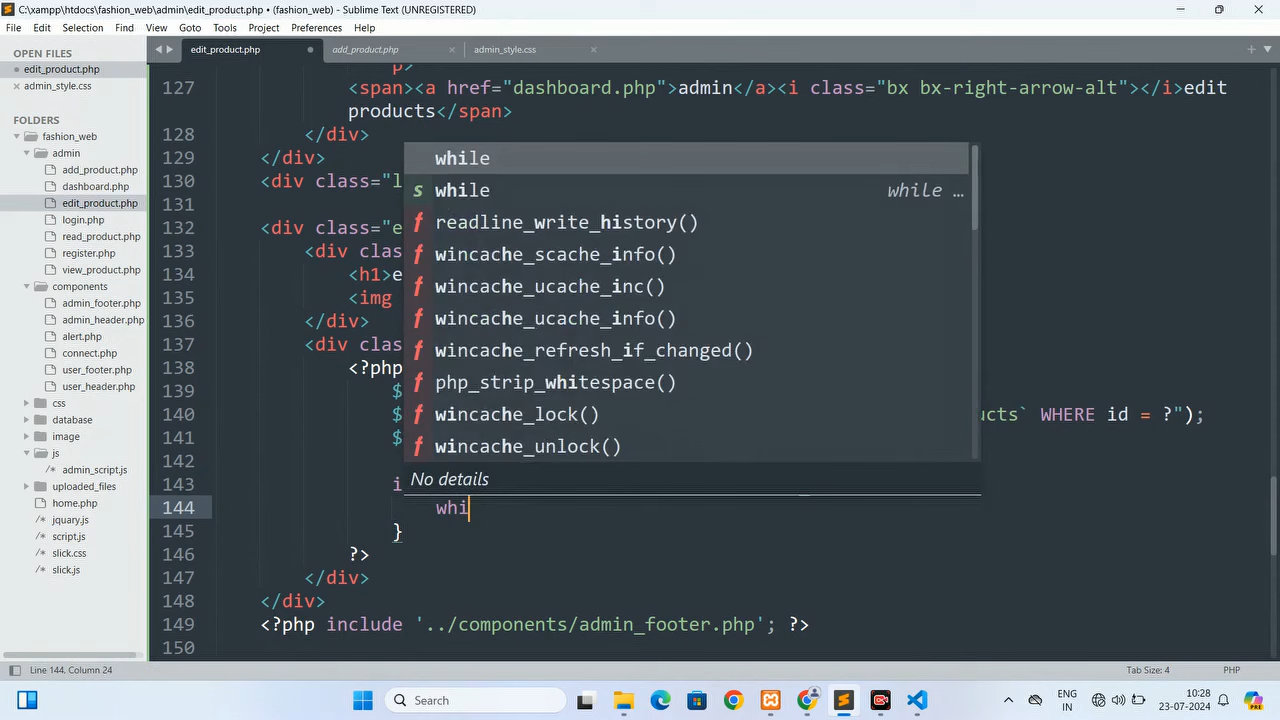 C:\xampp\htdocs\fashion_web\admin\edit_product.php • (fashion_web) - Sublime Text (UNREGISTERED)
File Edit Selection Find View Goto Tools Project Preferences Help
OPEN FILES
edit_product.php
admin_style.css
FOLDERS
fashion_web
admin
add_product.php
dashboard.php
edit_product.php
login.php
read_product.php
register.php
view_product.php
components
admin_footer.php
admin_header.php
alert.php
connect.php
user_footer.php
user_header.php
css
database
image
js
admin_script.js
uploaded_files
home.php
jquary.js
script.js
slick.css
slick.js
edit_product.php add_product.php admin_style.css
p>
127 <span><a href="dashboard.php">admin</a><i class="bx bx-right-arrow-alt"></i>edit
products</span>
128 </div>
129 </div>
130 <div class="l
131
132 <div class="e
133 <div clas
134 <h1>e
135 <img
136 </div>
137 <div clas
138 <?php
139 $
140 $ ucts` WHERE id = ?");
141 $
142
143 i
144 whi
145 }
146 ?>
147 </div>
148 </div>
149 <?php include '../components/admin_footer.php'; ?>
150
while
s while while …
f readline_write_history()
f wincache_scache_info()
f wincache_ucache_inc()
f wincache_ucache_info()
f wincache_refresh_if_changed()
f php_strip_whitespace()
f wincache_lock()
f wincache_unlock()
No details
Line 144, Column 24 Tab Size: 4 PHP
Search
ENG
IN
10:28
23-07-2024
PRE